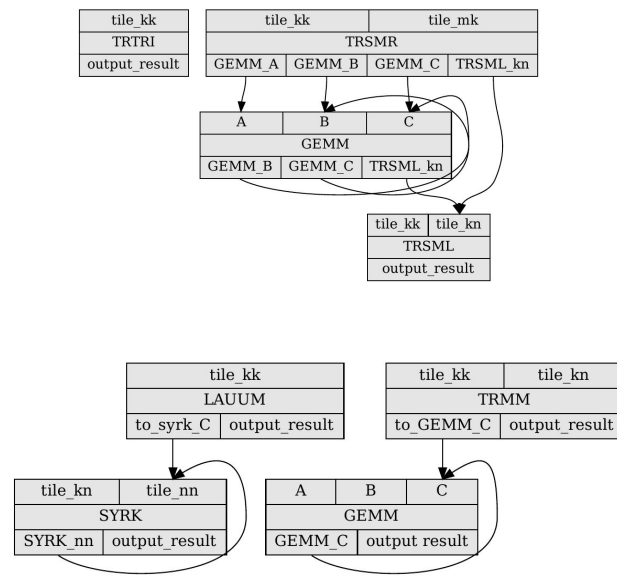 tile_kk
TRTRI
output_result
tile_kk tile_mk
TRSMR
GEMM_A GEMM_B GEMM_C TRSML_kn
A B C
GEMM
GEMM_B GEMM_C TRSML_kn
tile_kk tile_kn
TRSML
output_result
tile_kk
LAUUM
to_syrk_C output_result
tile_kk tile_kn
TRMM
to_GEMM_C output_result
tile_kn tile_nn
SYRK
SYRK_nn output_result
A B C
GEMM
GEMM_C output result